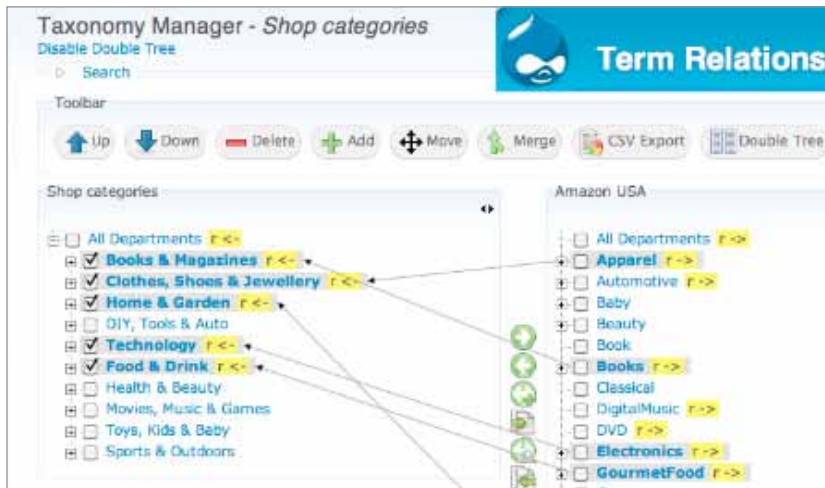 Taxonomy Manager - Shop categories
Disable Double Tree
Search
Term Relations
Toolbar
Up Down Delete Add Move Merge CSV Export Double Tree
Shop categories
All Departments r <-
Books & Magazines r <-
Clothes, Shoes & Jewellery r <-
Home & Garden r <-
DIY, Tools & Auto
Technology r <-
Food & Drink r <-
Health & Beauty
Movies, Music & Games
Toys, Kids & Baby
Sports & Outdoors
Amazon USA
All Departments r ->
Apparel r ->
Automotive r ->
Baby
Beauty
Book
Books r ->
Classical
DigitalMusic r ->
DVD r ->
Electronics r ->
GourmetFood r ->